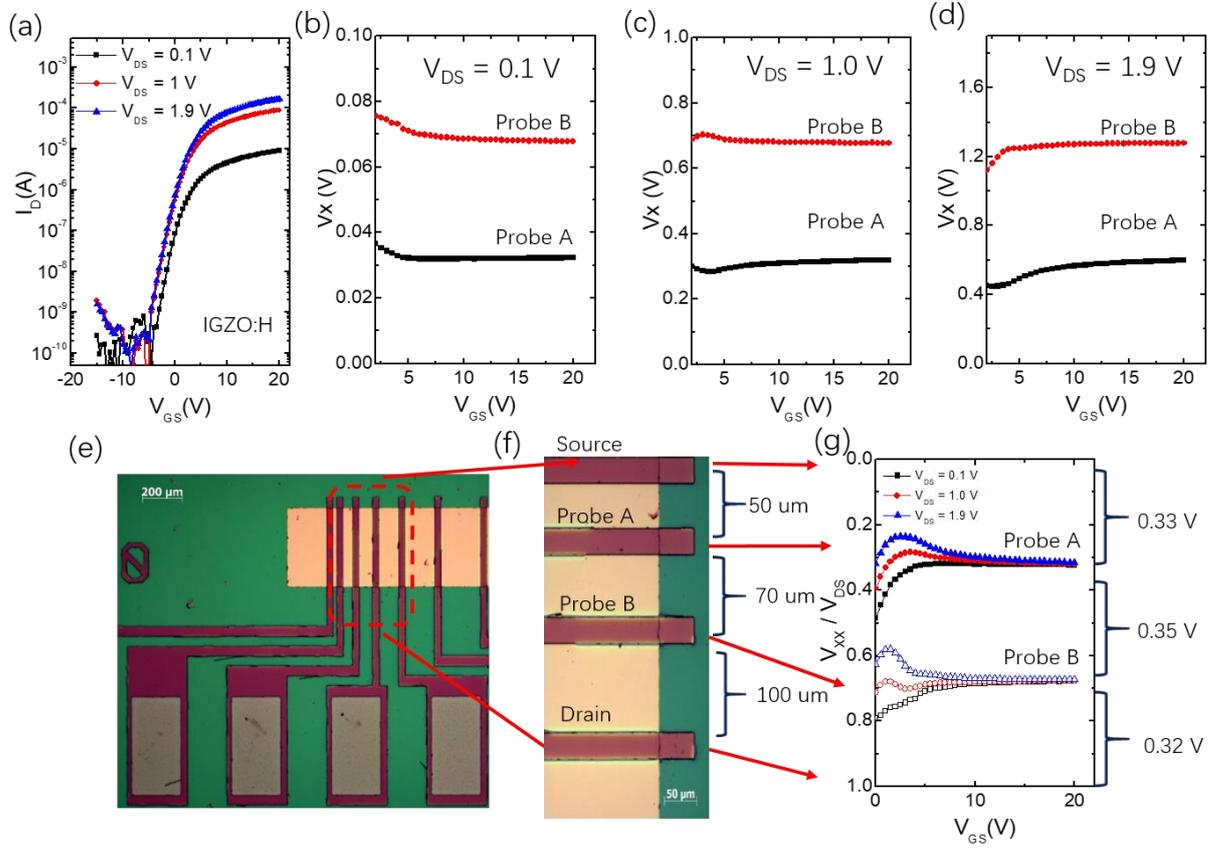 (a)
10⁻³
10⁻⁴
10⁻⁵
10⁻⁶
10⁻⁷
10⁻⁸
10⁻⁹
10⁻¹⁰
I_D(A)
V_DS = 0.1 V
V_DS = 1 V
V_DS = 1.9 V
IGZO:H
-20 -10 0 10 20
V_GS(V)
(b)
0.10
0.08
0.06
0.04
0.02
0.00
Vx (V)
V_DS = 0.1 V
Probe B
Probe A
5 10 15 20
V_GS(V)
(c)
1.0
0.8
0.6
0.4
0.2
0.0
Vx (V)
V_DS = 1.0 V
Probe B
Probe A
5 10 15 20
V_GS(V)
(d)
1.6
1.2
0.8
0.4
0.0
Vx (V)
V_DS = 1.9 V
Probe B
Probe A
5 10 15 20
V_GS(V)
(e)
200 µm
(f)
Source
50 um
Probe A
70 um
Probe B
100 um
Drain
50 µm
(g)
0.0
0.2
0.4
0.6
0.8
1.0
V_XX / V_DS
V_DS = 0.1 V
V_DS = 1.0 V
V_DS = 1.9 V
Probe A
Probe B
0.33 V
0.35 V
0.32 V
0 10 20
V_GS(V)